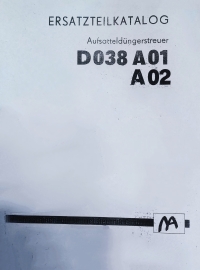 ERSATZTEILKATALOG
Aufsatteldüngerstreuer
D038 A01
A02